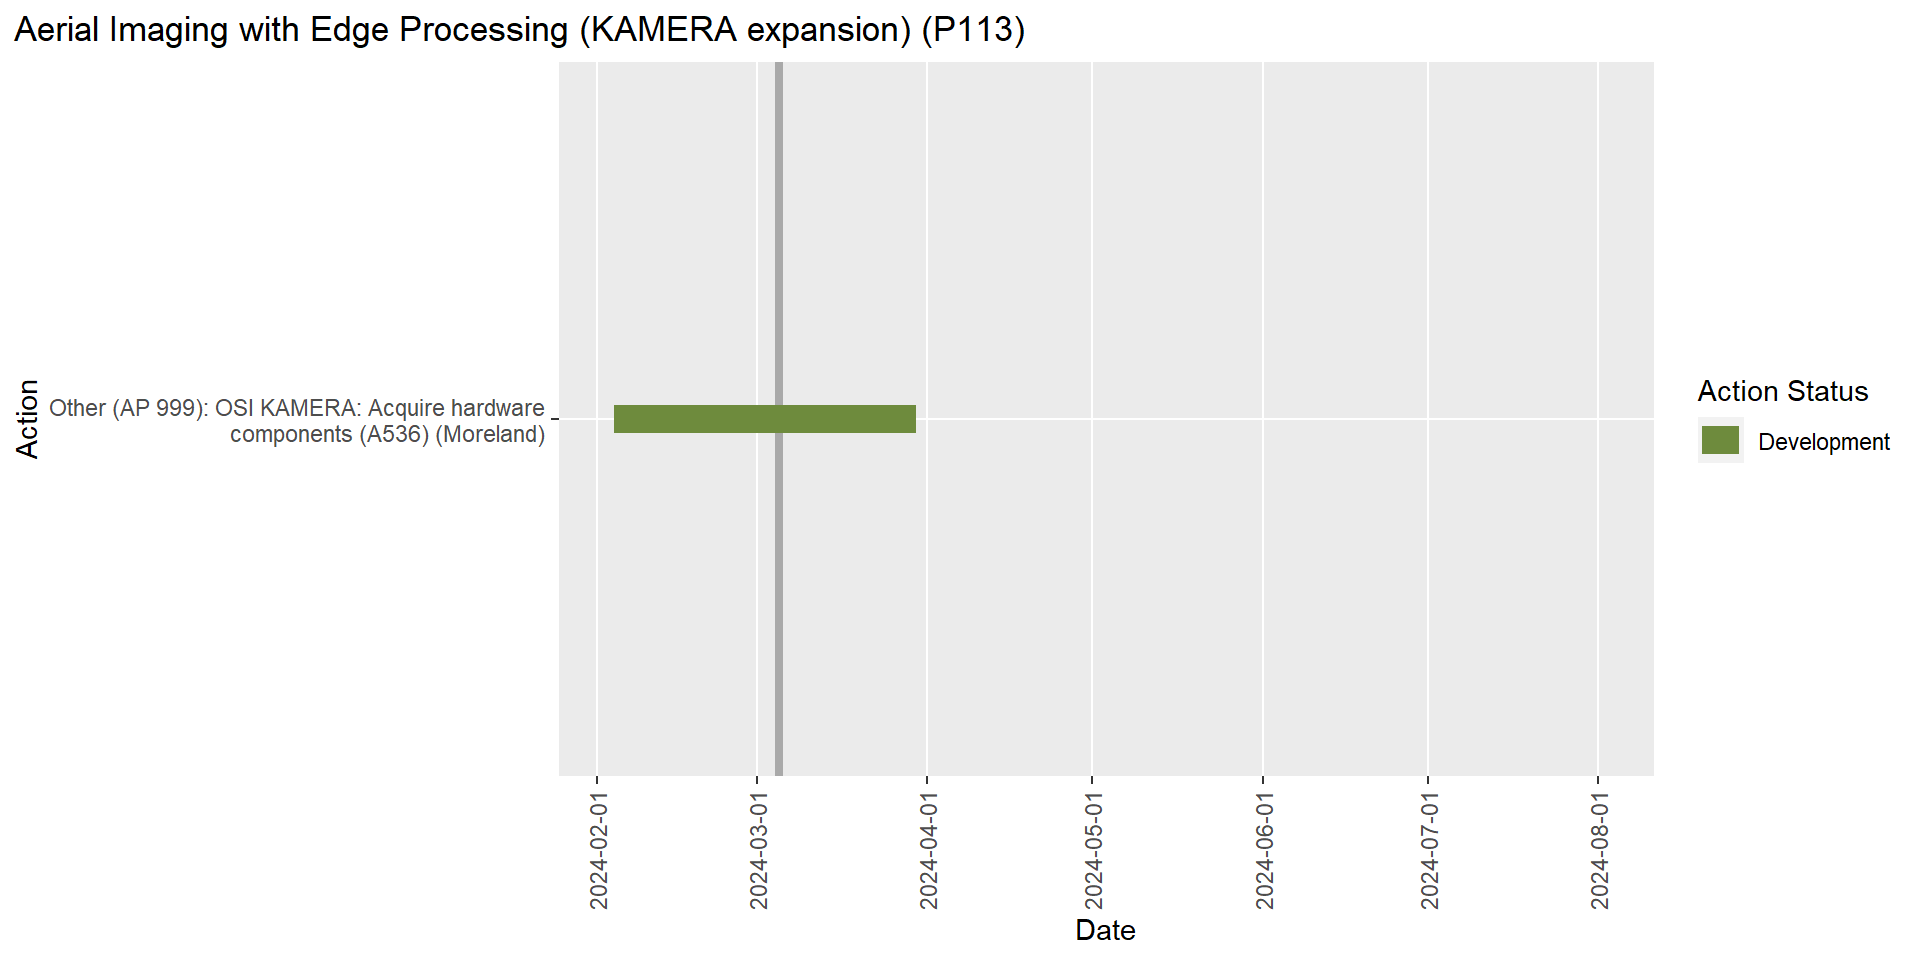 Aerial Imaging with Edge Processing (KAMERA expansion) (P113)
Action
Other (AP 999): OSI KAMERA: Acquire hardware
components (A536) (Moreland)
Action Status
Development
2024-02-01
2024-03-01
2024-04-01
2024-05-01
2024-06-01
2024-07-01
2024-08-01
Date